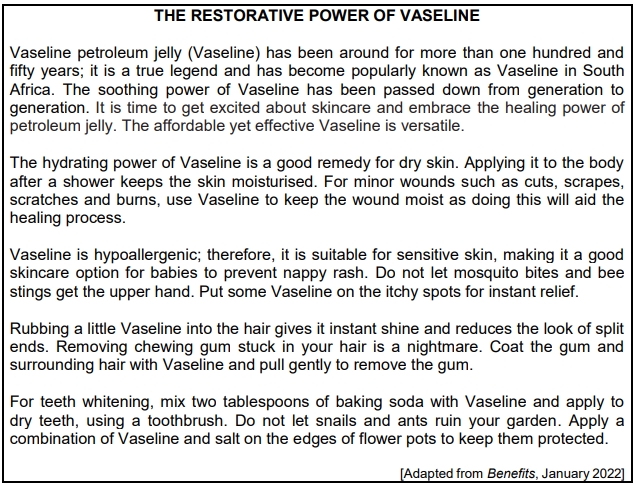 THE RESTORATIVE POWER OF VASELINE
Vaseline petroleum jelly (Vaseline) has been around for more than one hundred and
fifty years; it is a true legend and has become popularly known as Vaseline in South
Africa. The soothing power of Vaseline has been passed down from generation to
generation. It is time to get excited about skincare and embrace the healing power of
petroleum jelly. The affordable yet effective Vaseline is versatile.
The hydrating power of Vaseline is a good remedy for dry skin. Applying it to the body
after a shower keeps the skin moisturised. For minor wounds such as cuts, scrapes,
scratches and burns, use Vaseline to keep the wound moist as doing this will aid the
healing process.
Vaseline is hypoallergenic; therefore, it is suitable for sensitive skin, making it a good
skincare option for babies to prevent nappy rash. Do not let mosquito bites and bee
stings get the upper hand. Put some Vaseline on the itchy spots for instant relief.
Rubbing a little Vaseline into the hair gives it instant shine and reduces the look of split
ends. Removing chewing gum stuck in your hair is a nightmare. Coat the gum and
surrounding hair with Vaseline and pull gently to remove the gum.
For teeth whitening, mix two tablespoons of baking soda with Vaseline and apply to
dry teeth, using a toothbrush. Do not let snails and ants ruin your garden. Apply a
combination of Vaseline and salt on the edges of flower pots to keep them protected.
[Adapted from Benefits, January 2022]